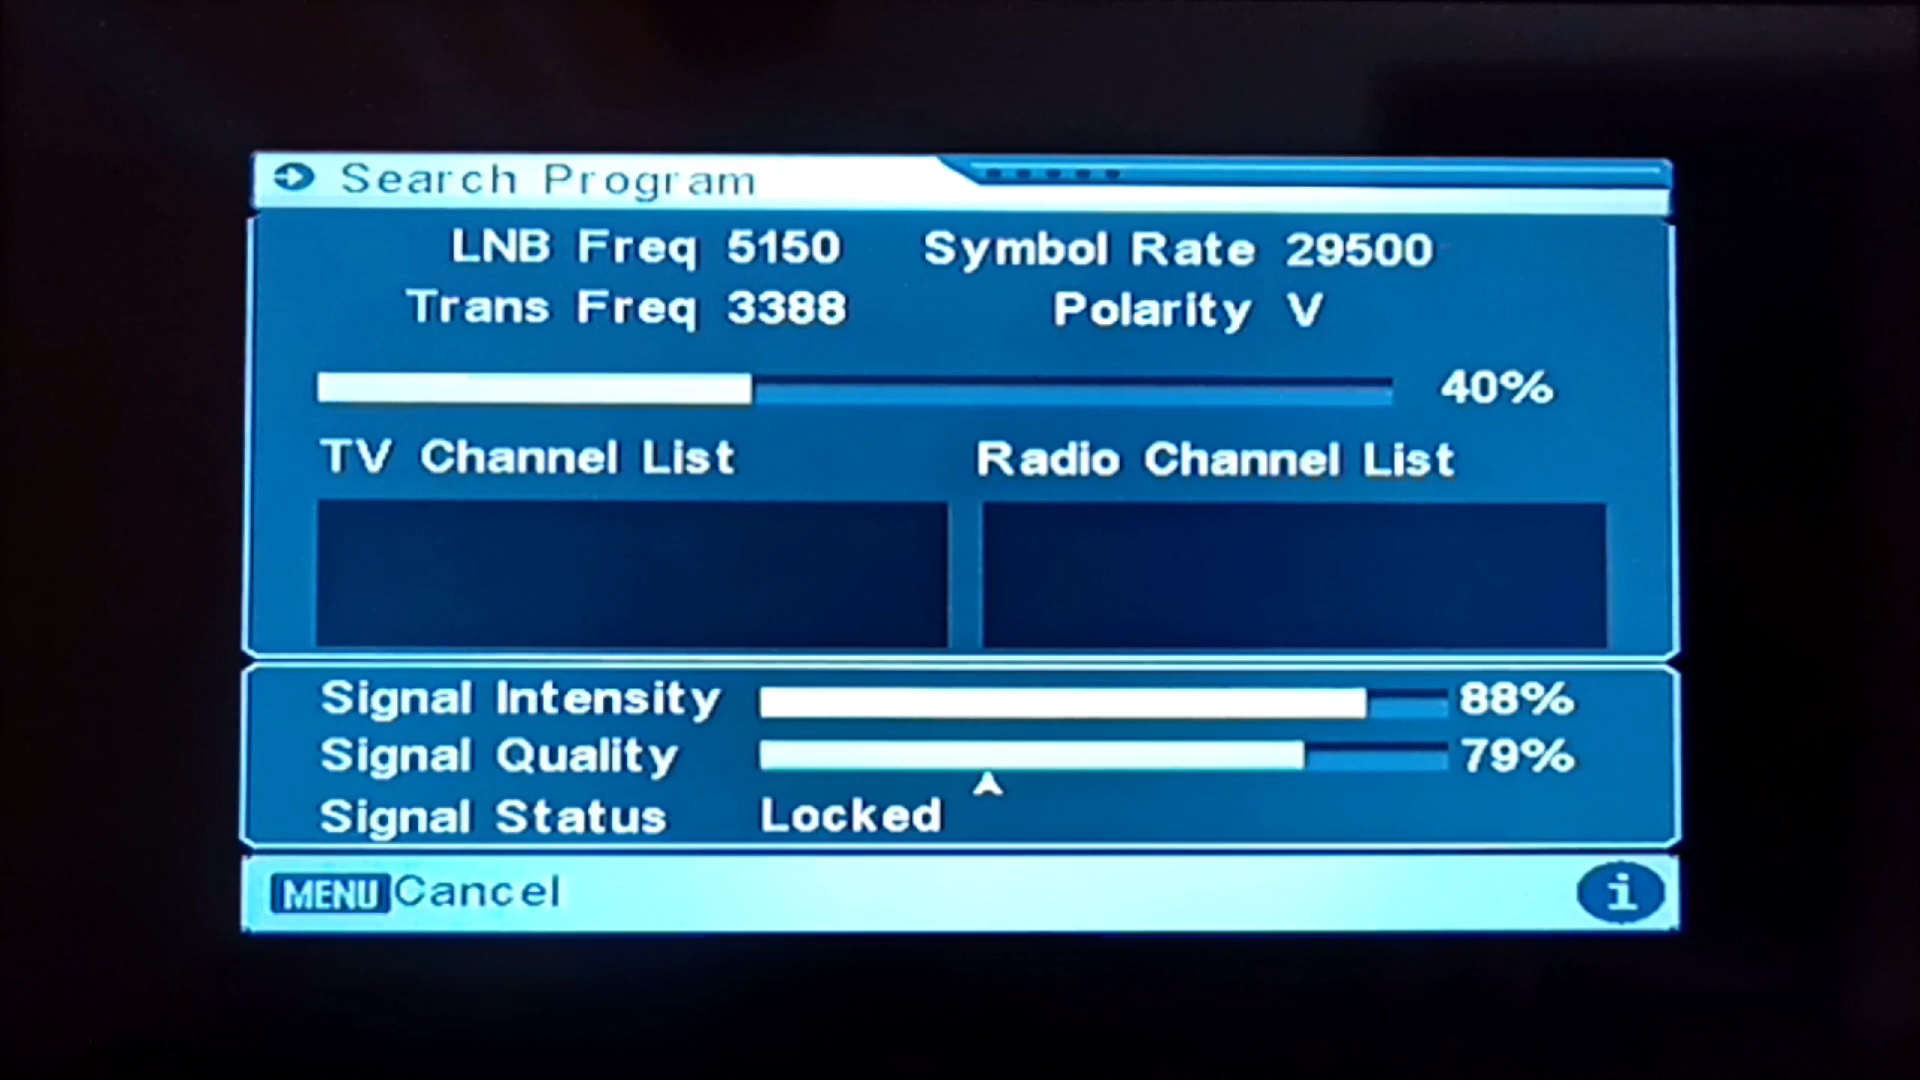 Search Program
LNB Freq 5150 Symbol Rate 29500
Trans Freq 3388 Polarity V
40%
TV Channel List Radio Channel List
Signal Intensity 88%
Signal Quality 79%
Signal Status Locked
MENU Cancel i